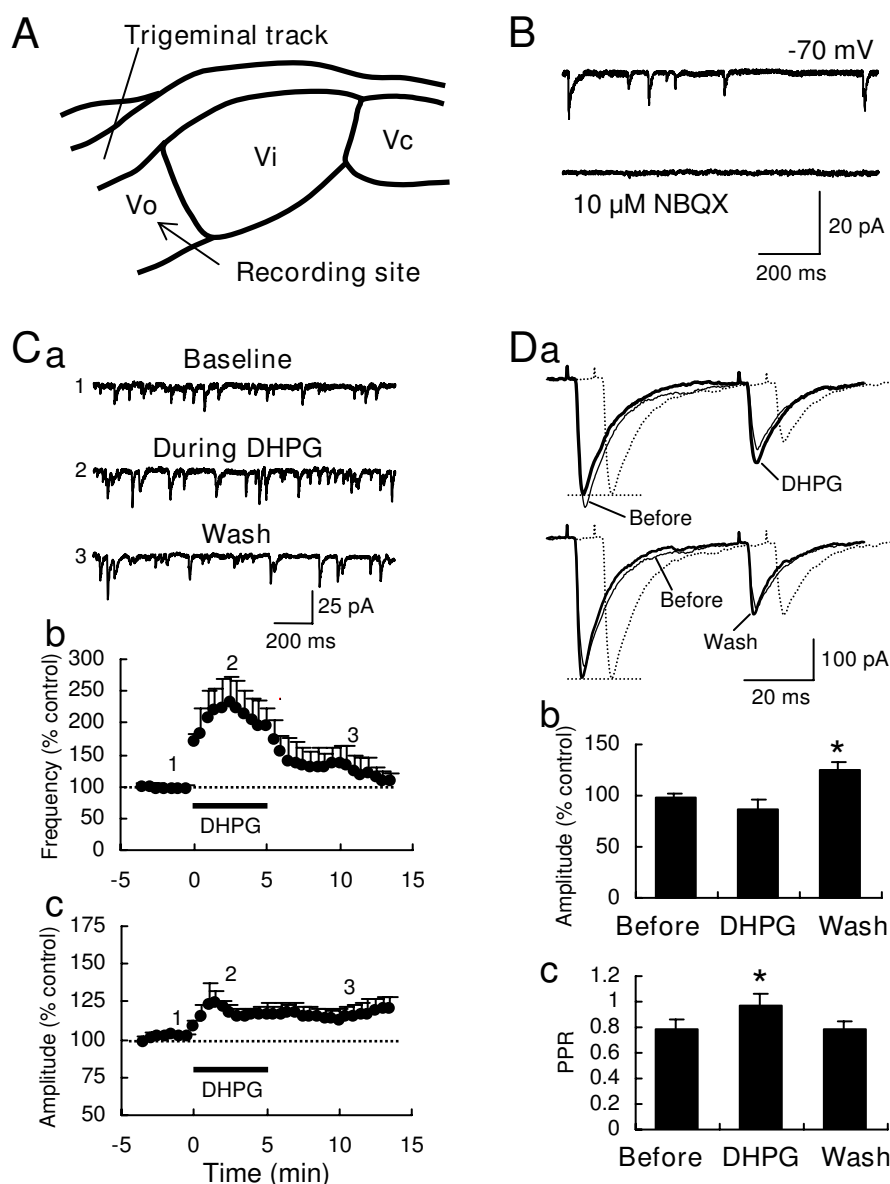 A
Trigeminal track
Vi
Vc
Vo
Recording site
B
-70 mV
10 µM NBQX
20 pA
200 ms
Ca
Baseline
1
During DHPG
2
Wash
3
25 pA
200 ms
b
Frequency (% control)
300
250
200
150
100
50
0
1
2
3
DHPG
-5 0 5 10 15
c
Amplitude (% control)
175
150
125
100
75
50
1
2
3
DHPG
-5 0 5 10 15
Time (min)
Da
DHPG
Before
Before
Wash
100 pA
20 ms
b
Amplitude (% control)
150
100
50
0
*
Before DHPG Wash
c
PPR
1.2
1
0.8
0.6
0.4
0.2
0
*
Before DHPG Wash